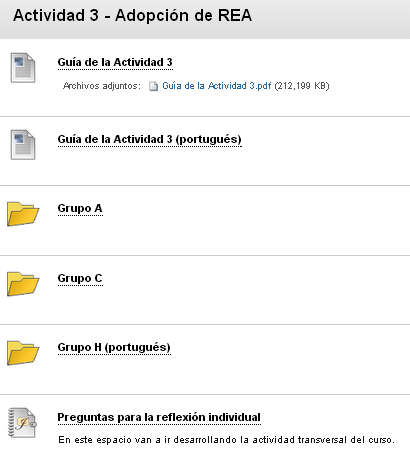 Actividad 3 - Adopción de REA
Guía de la Actividad 3
Archivos adjuntos: Guía de la Actividad 3.pdf (212,199 KB)
Guía de la Actividad 3 (portugués)
Grupo A
Grupo C
Grupo H (portugués)
Preguntas para la reflexión individual
En este espacio van a ir desarrollando la actividad transversal del curso.